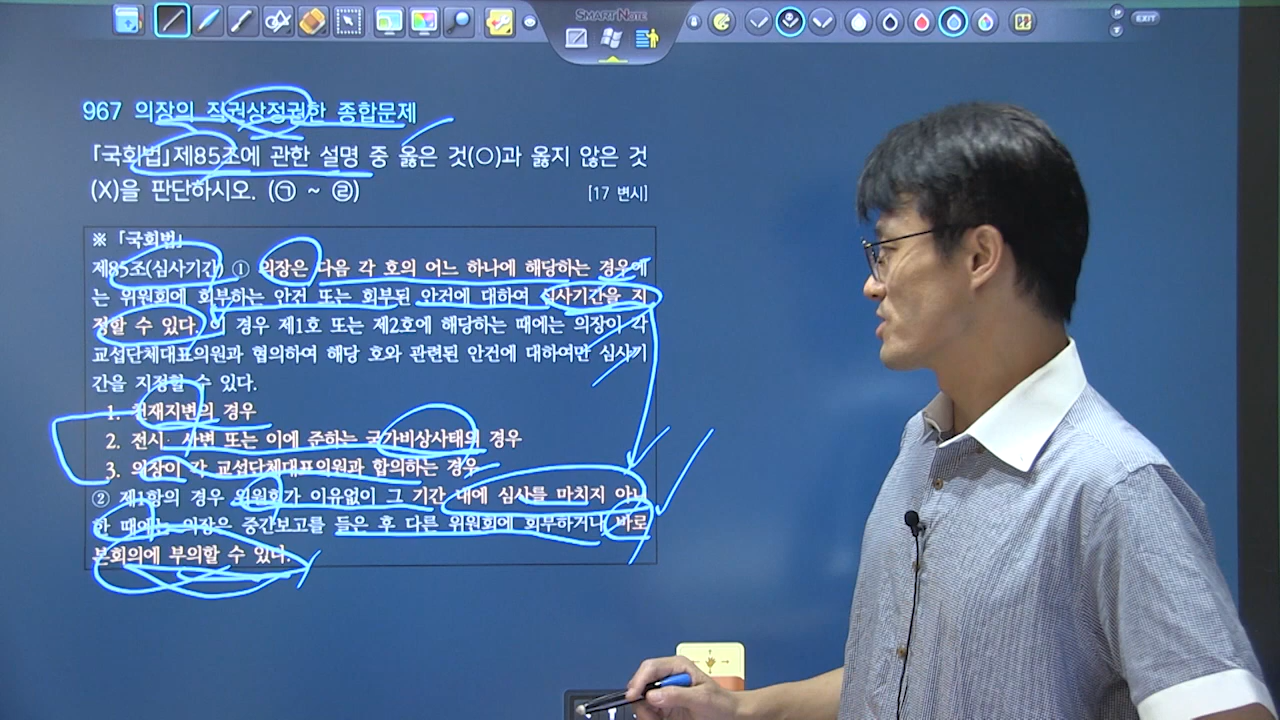 SMARTNOTE
EXIT
967 의장의 직권상정권한 종합문제
「국회법」제85조에 관한 설명 중 옳은 것(○)과 옳지 않은 것
(X)을 판단하시오. (㉠ ~ ㉣)
[17 변시]
※ 「국회법」
제85조(심사기간) ① 의장은 다음 각 호의 어느 하나에 해당하는 경우에
는 위원회에 회부하는 안건 또는 회부된 안건에 대하여 심사기간을 지
정할 수 있다. 이 경우 제1호 또는 제2호에 해당하는 때에는 의장이 각
교섭단체대표의원과 협의하여 해당 호와 관련된 안건에 대하여만 심사기
간을 지정할 수 있다.
1. 천재지변의 경우
2. 전시· 사변 또는 이에 준하는 국가비상사태의 경우
3. 의장이 각 교섭단체대표의원과 합의하는 경우
② 제1항의 경우 위원회가 이유없이 그 기간 내에 심사를 마치지 아니
한 때에는 의장은 중간보고를 들은 후 다른 위원회에 회부하거나 바로
본회의에 부의할 수 있다.